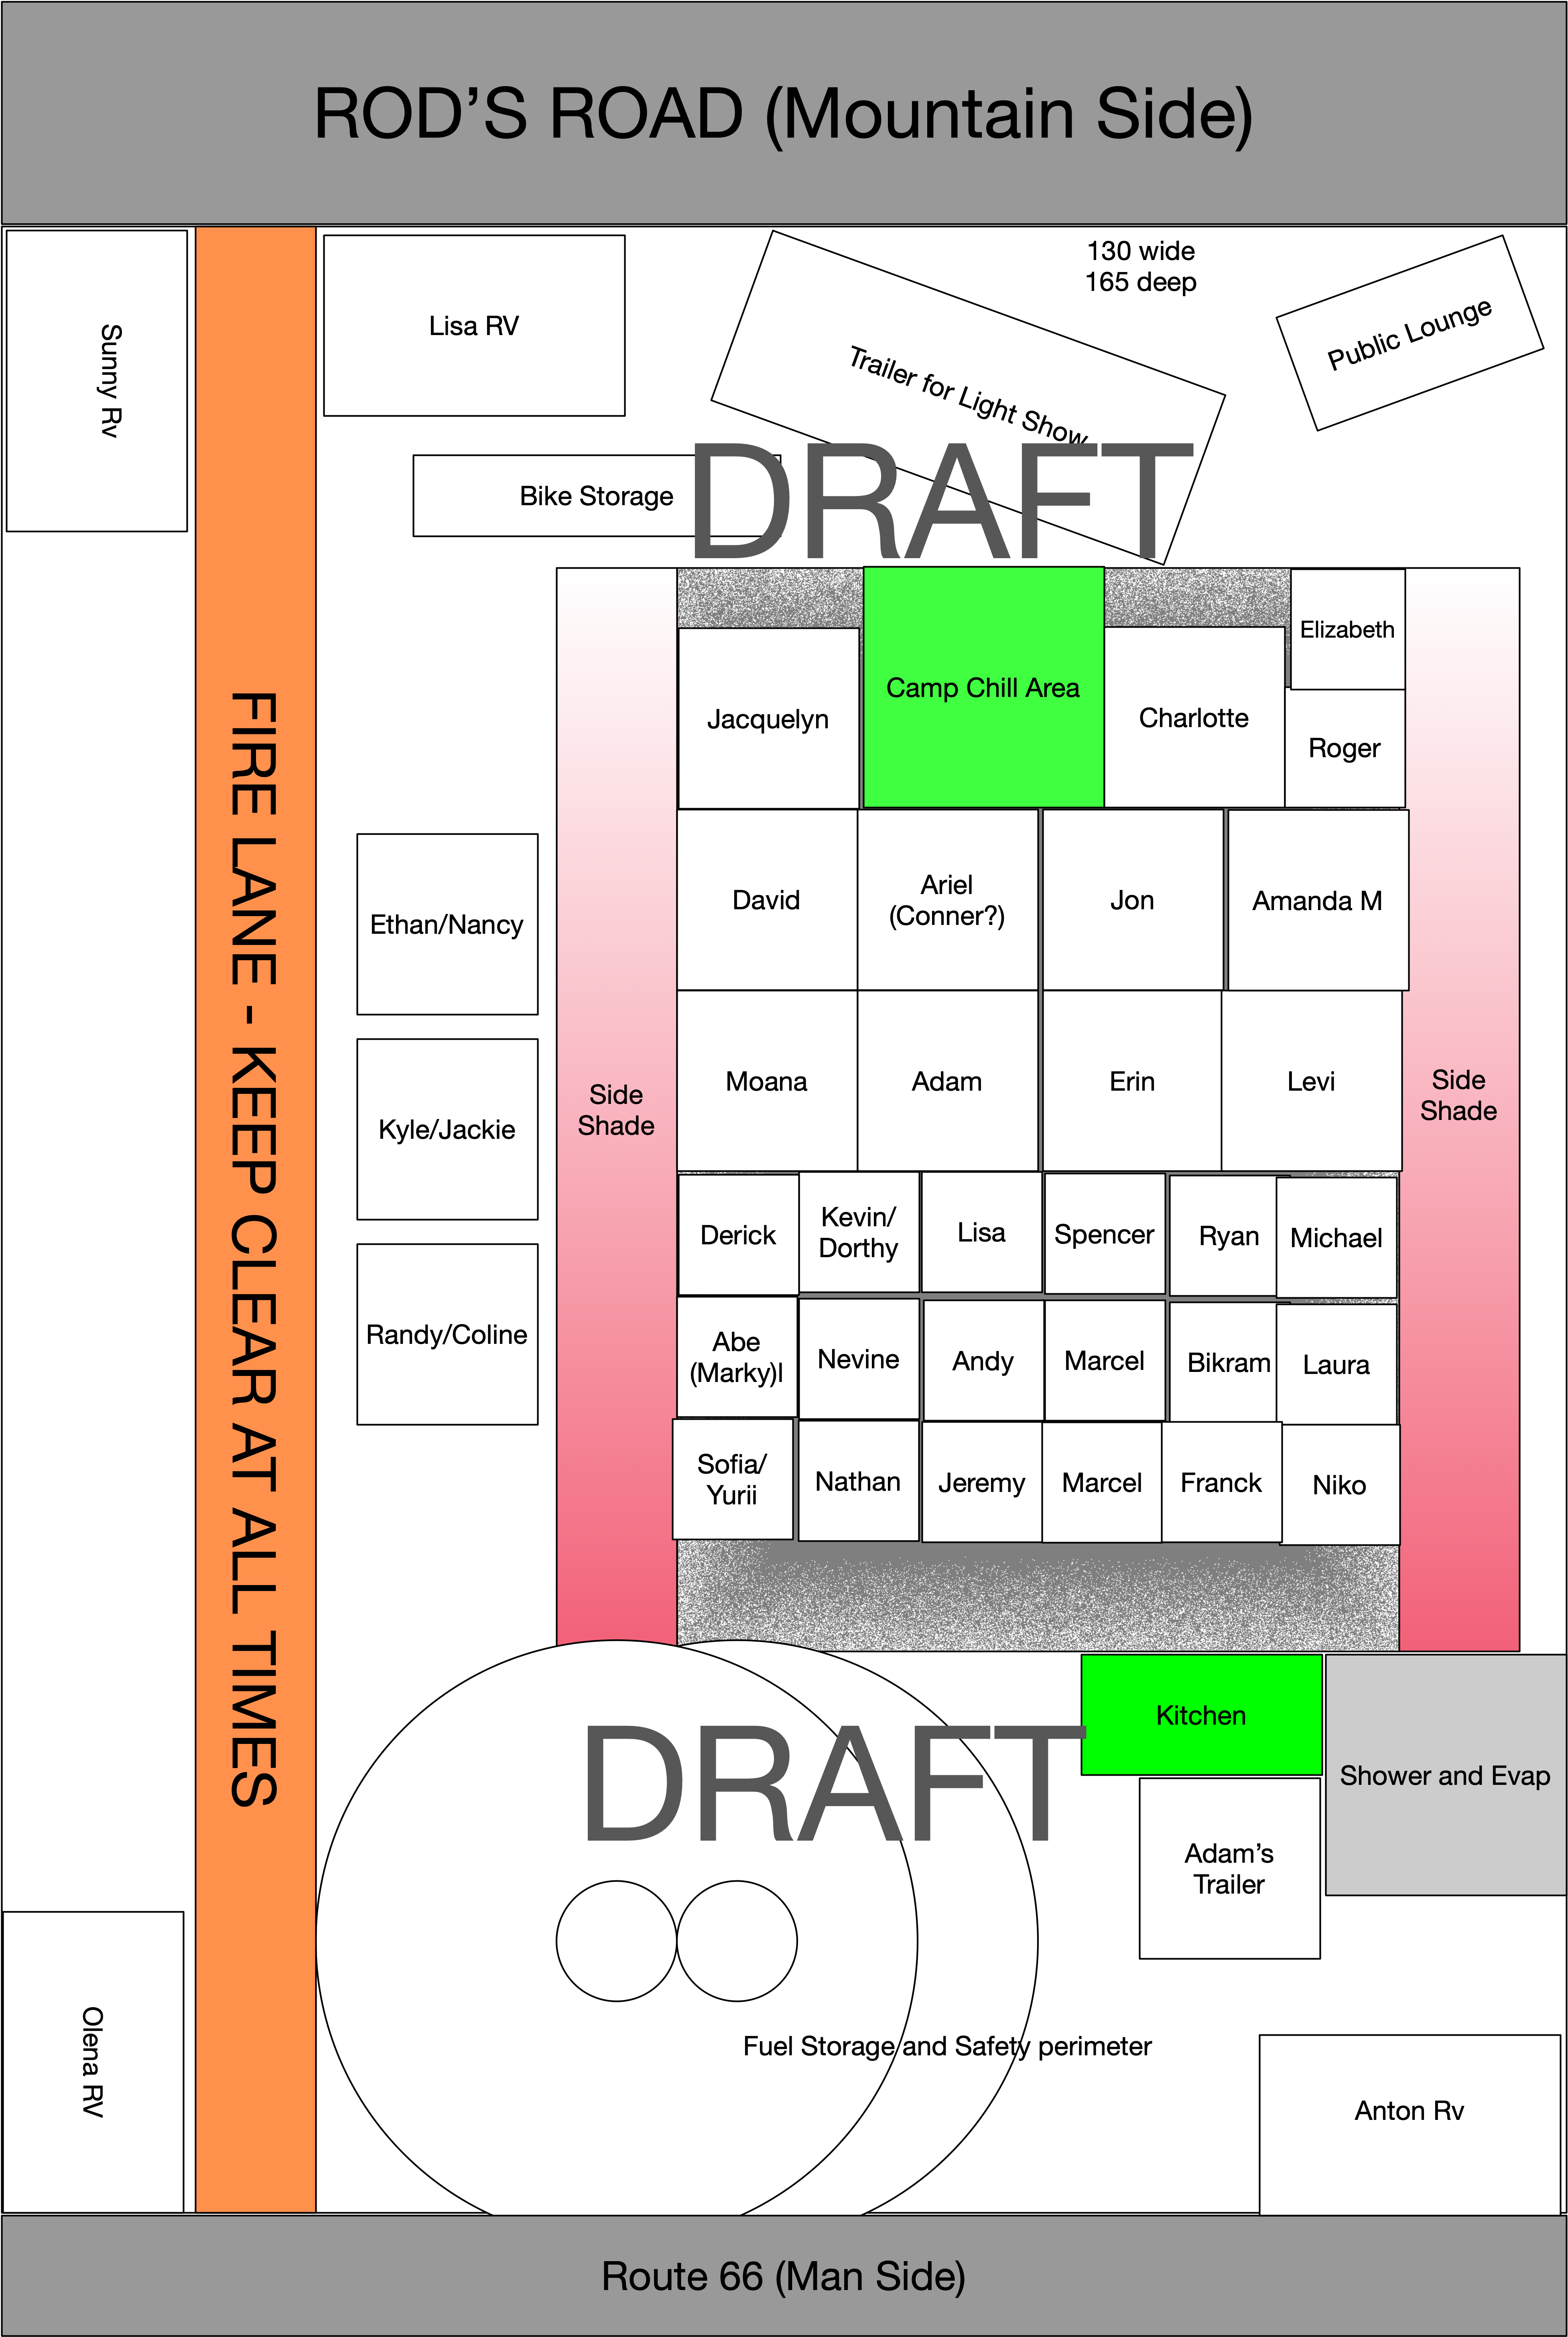 ROD’S ROAD (Mountain Side)
130 wide
165 deep
Sunny Rv
Lisa RV
Trailer for Light Show
Public Lounge
Bike Storage
DRAFT
FIRE LANE - KEEP CLEAR AT ALL TIMES
Elizabeth
Jacquelyn
Camp Chill Area
Charlotte
Roger
Ethan/Nancy
David
Ariel
(Conner?)
Jon
Amanda M
Kyle/Jackie
Side
Shade
Moana
Adam
Erin
Levi
Side
Shade
Derick
Kevin/
Dorthy
Lisa
Spencer
Ryan
Michael
Randy/Coline
Abe
(Marky)l
Nevine
Andy
Marcel
Bikram
Laura
Sofia/
Yurii
Nathan
Jeremy
Marcel
Franck
Niko
Kitchen
DRAFT
Shower and Evap
Adam’s
Trailer
Olena RV
Fuel Storage and Safety perimeter
Anton Rv
Route 66 (Man Side)